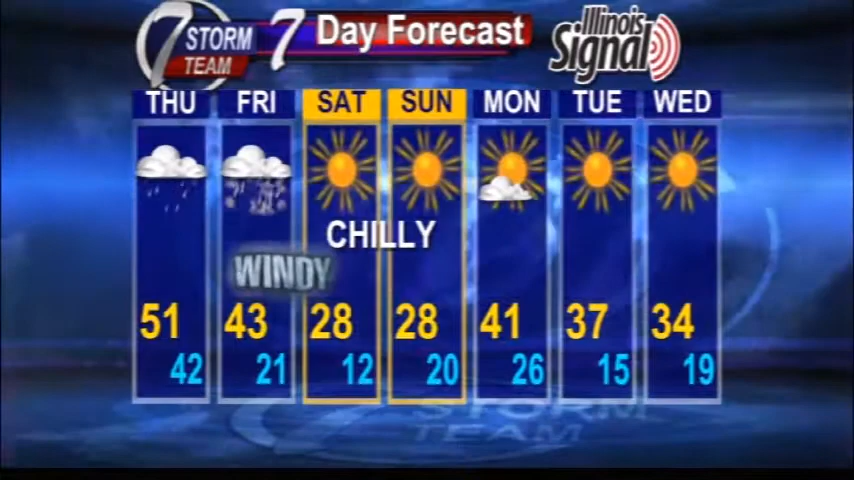 7 STORM TEAM
7 Day Forecast
Illinois Signal
THU FRI SAT SUN MON TUE WED
CHILLY
WINDY
51 43 28 28 41 37 34
42 21 12 20 26 15 19
7 STORM
TEAM